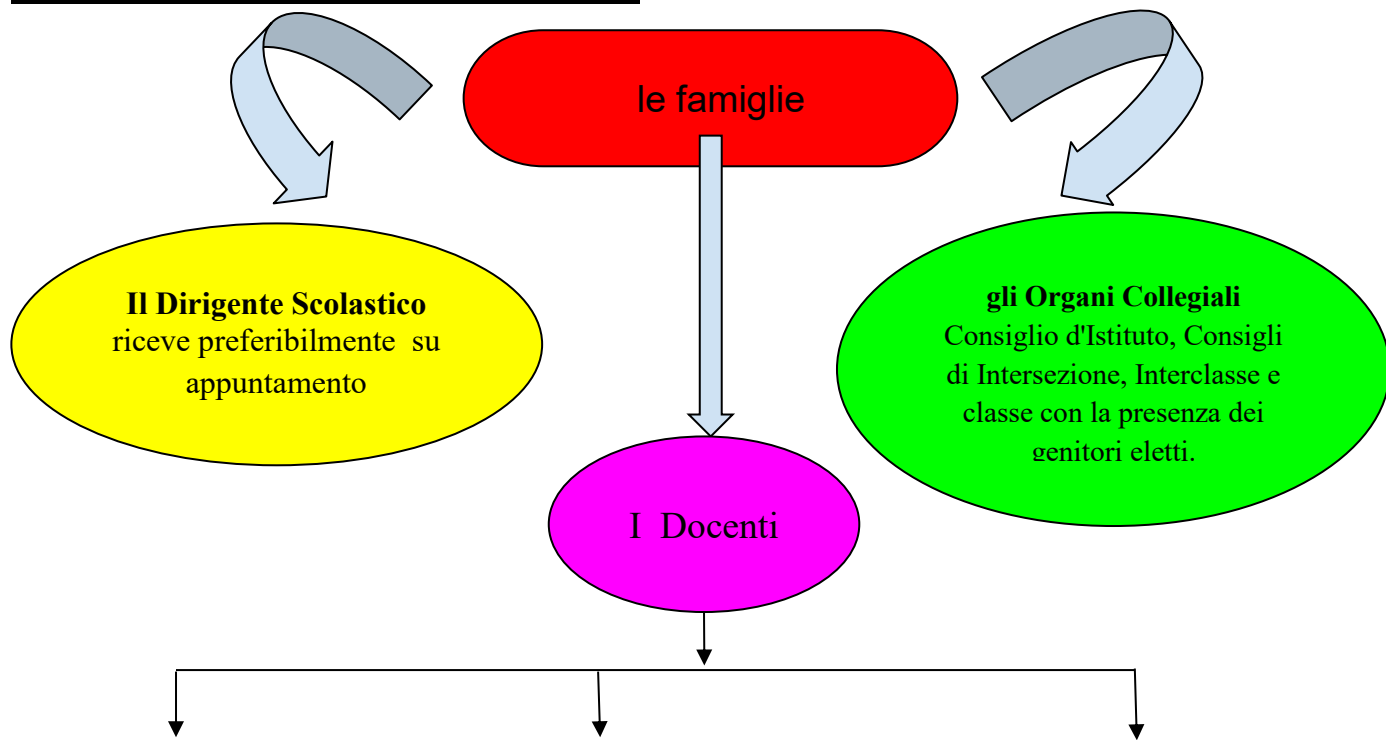 le famiglie
Il Dirigente Scolastico
riceve preferibilmente su
appuntamento
gli Organi Collegiali
Consiglio d'Istituto, Consigli
di Intersezione, Interclasse e
classe con la presenza dei
genitori eletti.
I Docenti